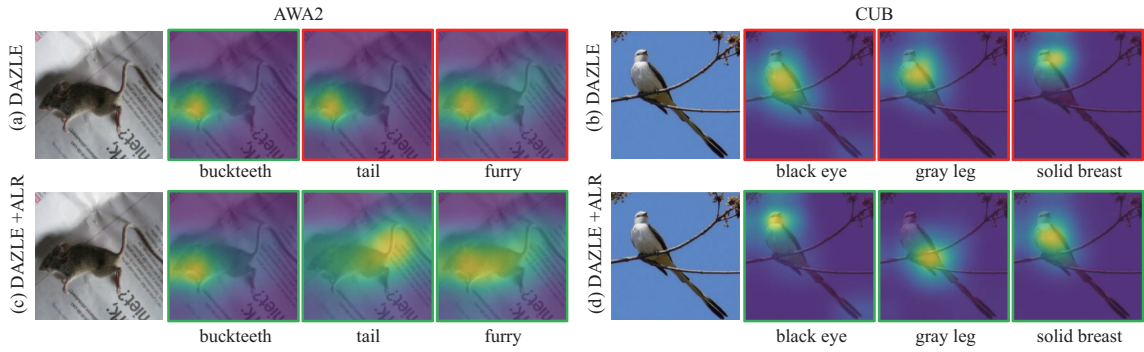 AWA2
CUB
(a) DAZLE
(b) DAZLE
buckteeth
tail
furry
black eye
gray leg
solid breast
(c) DAZLE +ALR
(d) DAZLE +ALR
buckteeth
tail
furry
black eye
gray leg
solid breast
niet?